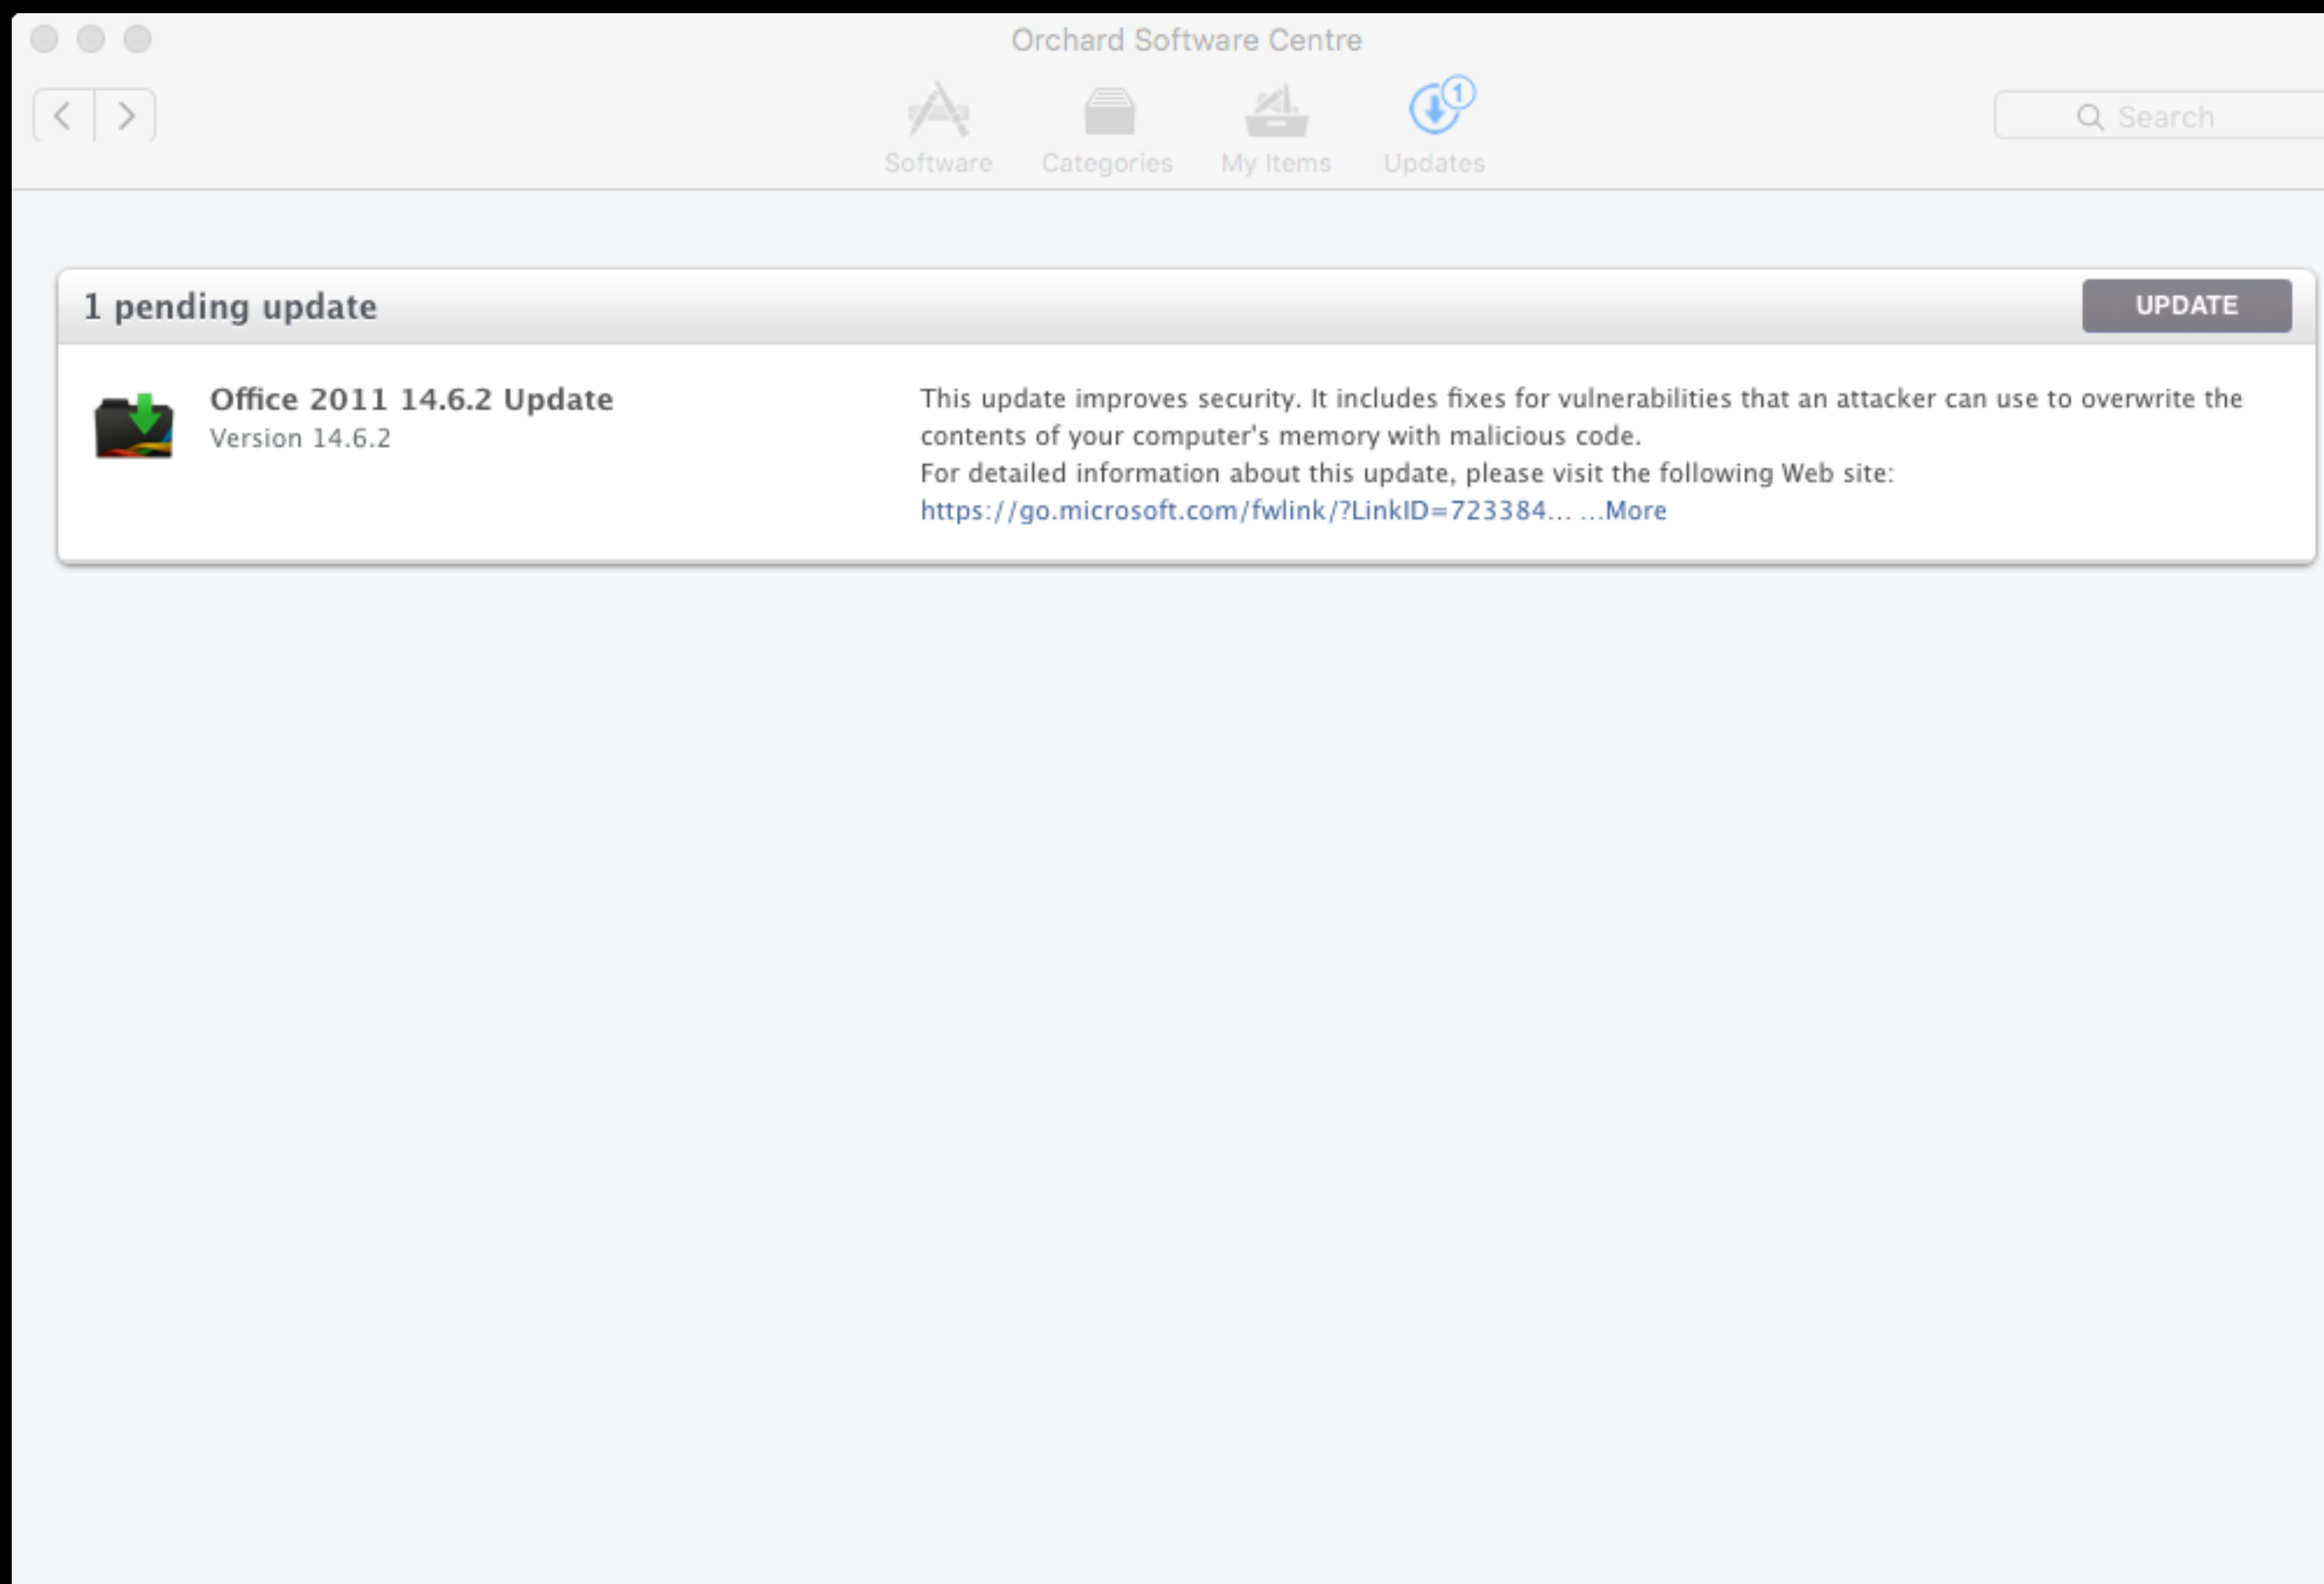 Orchard Software Centre
Software Categories My Items Updates 1
Search
1 pending update
UPDATE
Office 2011 14.6.2 Update
Version 14.6.2
This update improves security. It includes fixes for vulnerabilities that an attacker can use to overwrite the
contents of your computer's memory with malicious code.
For detailed information about this update, please visit the following Web site:
https://go.microsoft.com/fwlink/?LinkID=723384... ...More